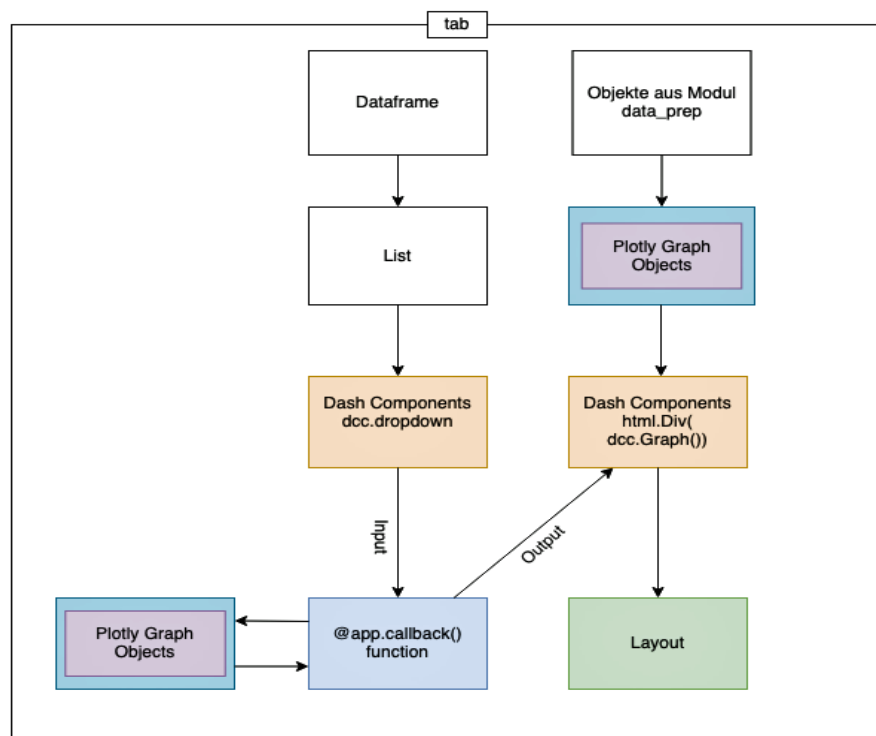 tab
Dataframe
Objekte aus Modul
data_prep
List
Plotly Graph
Objects
Dash Components
dcc.dropdown
Dash Components
html.Div(
dcc.Graph())
Input
Output
Plotly Graph
Objects
@app.callback()
function
Layout